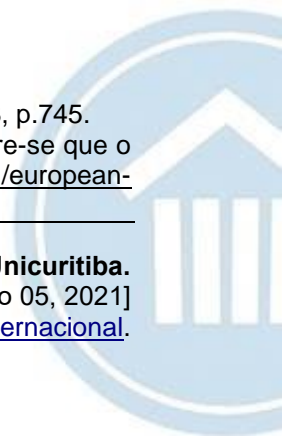 , p.745.
re-se que o
/european-
Unicuritiba.
o 05, 2021]
ernacional.